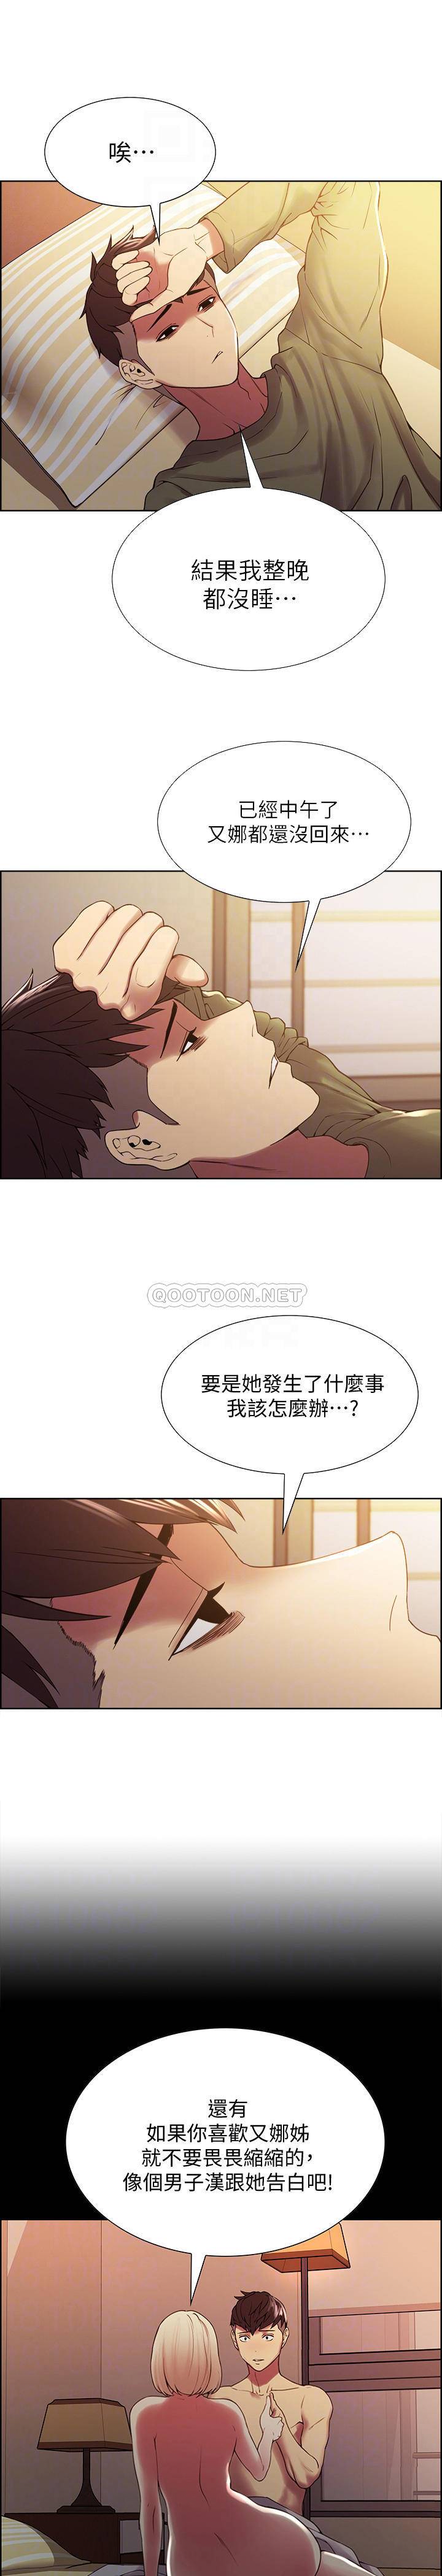 唉⋯
結果我整晚
都沒睡⋯
已經中午了
又娜都還沒回來⋯
QOOTOON.NET
要是她發生了什麼事
我該怎麼辦⋯?
還有
如果你喜歡又娜姊
就不要畏畏縮縮的,
像個男子漢跟她告白吧!